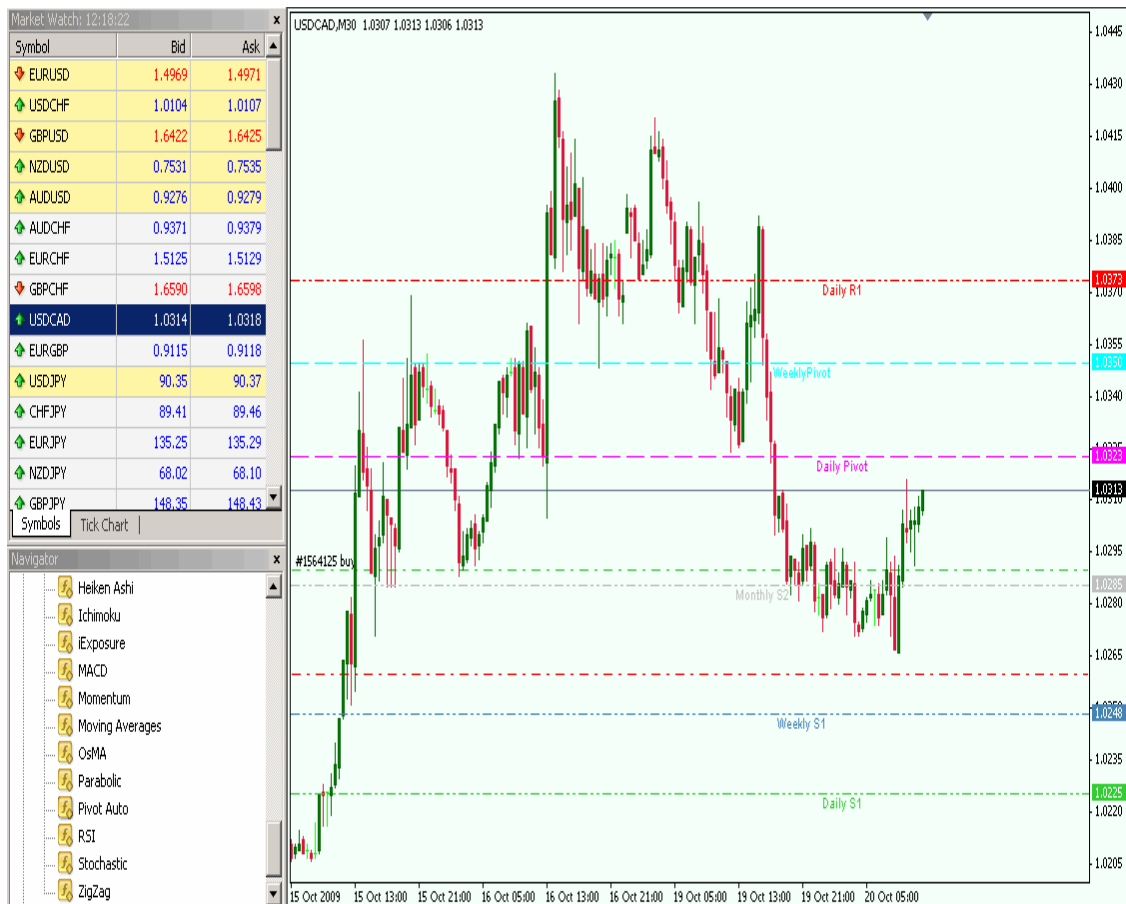 Market Watch: 12:18:22
Symbol Bid Ask
EURUSD 1.4969 1.4971
USDCHF 1.0104 1.0107
GBPUSD 1.6422 1.6425
NZDUSD 0.7531 0.7535
AUDUSD 0.9276 0.9279
AUDCHF 0.9371 0.9379
EURCHF 1.5125 1.5129
GBPCHF 1.6590 1.6598
USDCAD 1.0314 1.0318
EURGBP 0.9115 0.9118
USDJPY 90.35 90.37
CHFJPY 89.41 89.46
EURJPY 135.25 135.29
NZDJPY 68.02 68.10
GBPJPY 148.35 148.43
Symbols Tick Chart
Navigator
Heiken Ashi
Ichimoku
iExposure
MACD
Momentum
Moving Averages
OsMA
Parabolic
Pivot Auto
RSI
Stochastic
ZigZag
USDCAD,M30 1.0307 1.0313 1.0306 1.0313
1.0445
1.0430
1.0415
1.0400
1.0385
1.0373
Daily R1
1.0370
1.0355
1.0350
WeeklyPivot
1.0340
1.0323
Daily Pivot
1.0313
1.0310
#1564125 buy
1.0295
1.0285
Monthly S2
1.0280
1.0265
1.0248
Weekly S1
1.0235
1.0225
Daily S1
1.0220
1.0205
15 Oct 2009 15 Oct 13:00 15 Oct 21:00 16 Oct 05:00 16 Oct 13:00 16 Oct 21:00 19 Oct 05:00 19 Oct 13:00 19 Oct 21:00 20 Oct 05:00